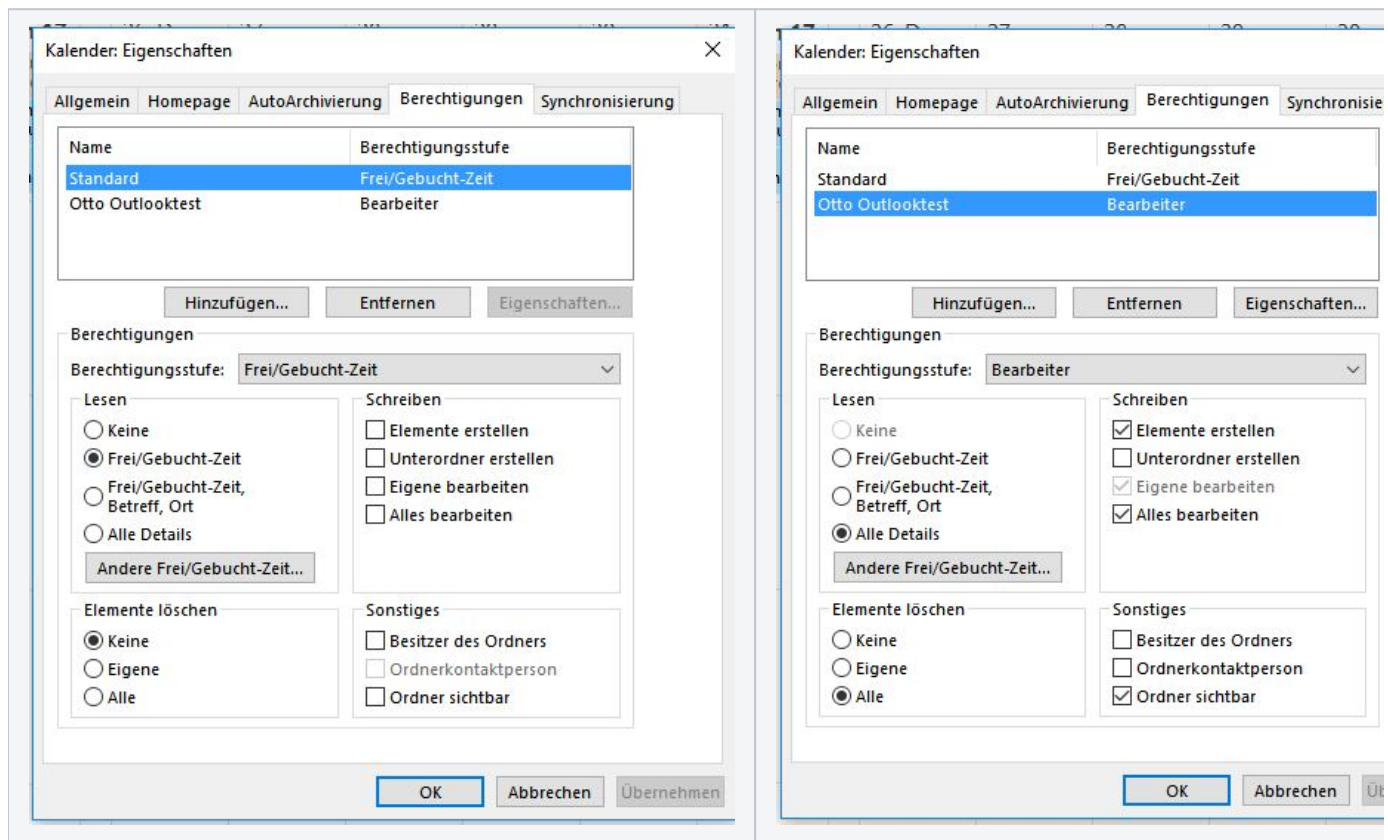 Kalender: Eigenschaften
Allgemein Homepage AutoArchivierung Berechtigungen Synchronisierung
Name Berechtigungsstufe
Standard Frei/Gebucht-Zeit
Otto Outlooktest Bearbeiter
Hinzufügen... Entfernen Eigenschaften...
Berechtigungen
Berechtigungsstufe: Frei/Gebucht-Zeit
Lesen Schreiben
Keine Elemente erstellen
Frei/Gebucht-Zeit Unterordner erstellen
Frei/Gebucht-Zeit, Eigene bearbeiten
Betreff, Ort Alles bearbeiten
Alle Details
Andere Frei/Gebucht-Zeit...
Elemente löschen Sonstiges
Keine Besitzer des Ordners
Eigene Ordnerkontaktperson
Alle Ordner sichtbar
OK Abbrechen Übernehmen
Kalender: Eigenschaften
Allgemein Homepage AutoArchivierung Berechtigungen Synchronisie
Name Berechtigungsstufe
Standard Frei/Gebucht-Zeit
Otto Outlooktest Bearbeiter
Hinzufügen... Entfernen Eigenschaften...
Berechtigungen
Berechtigungsstufe: Bearbeiter
Lesen Schreiben
Keine Elemente erstellen
Frei/Gebucht-Zeit Unterordner erstellen
Frei/Gebucht-Zeit, Eigene bearbeiten
Betreff, Ort Alles bearbeiten
Alle Details
Andere Frei/Gebucht-Zeit...
Elemente löschen Sonstiges
Keine Besitzer des Ordners
Eigene Ordnerkontaktperson
Alle Ordner sichtbar
OK Abbrechen Üb